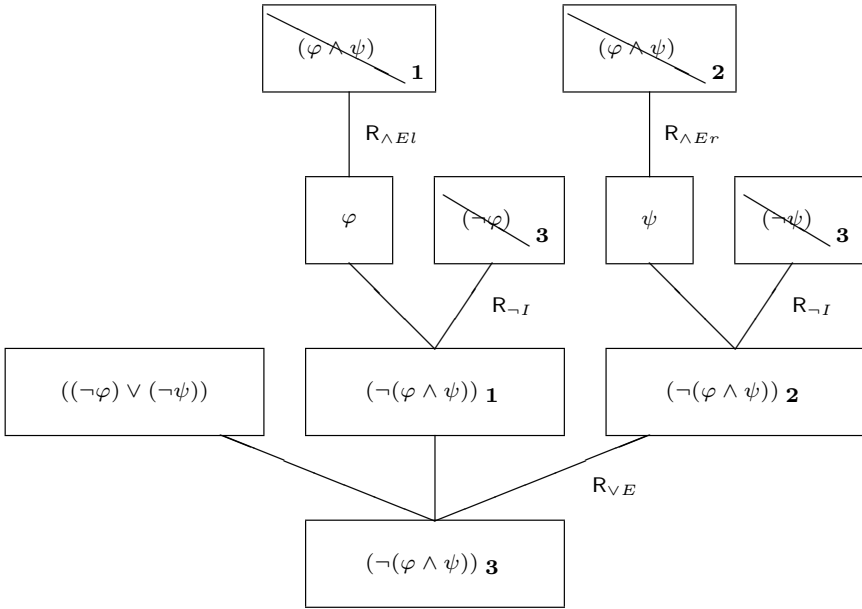 (φ ∧ ψ) 1 (φ ∧ ψ) 2
R∧El R∧Er
φ (¬φ) 3 ψ (¬ψ) 3
R¬I R¬I
((¬φ) ∨ (¬ψ)) (¬(φ ∧ ψ)) 1 (¬(φ ∧ ψ)) 2
R∨E
(¬(φ ∧ ψ)) 3